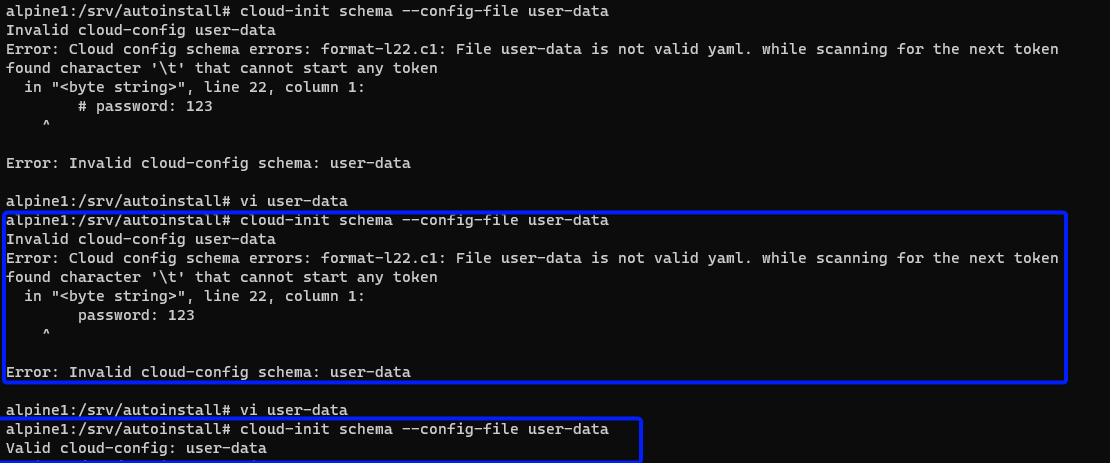 alpine1:/srv/autoinstall# cloud-init schema --config-file user-data
Invalid cloud-config user-data
Error: Cloud config schema errors: format-l22.c1: File user-data is not valid yaml. while scanning for the next token
found character '\t' that cannot start any token
  in "<byte string>", line 22, column 1:
        # password: 123
    ^
Error: Invalid cloud-config schema: user-data
alpine1:/srv/autoinstall# vi user-data
alpine1:/srv/autoinstall# cloud-init schema --config-file user-data
Invalid cloud-config user-data
Error: Cloud config schema errors: format-l22.c1: File user-data is not valid yaml. while scanning for the next token
found character '\t' that cannot start any token
  in "<byte string>", line 22, column 1:
        password: 123
    ^
Error: Invalid cloud-config schema: user-data
alpine1:/srv/autoinstall# vi user-data
alpine1:/srv/autoinstall# cloud-init schema --config-file user-data
Valid cloud-config: user-data